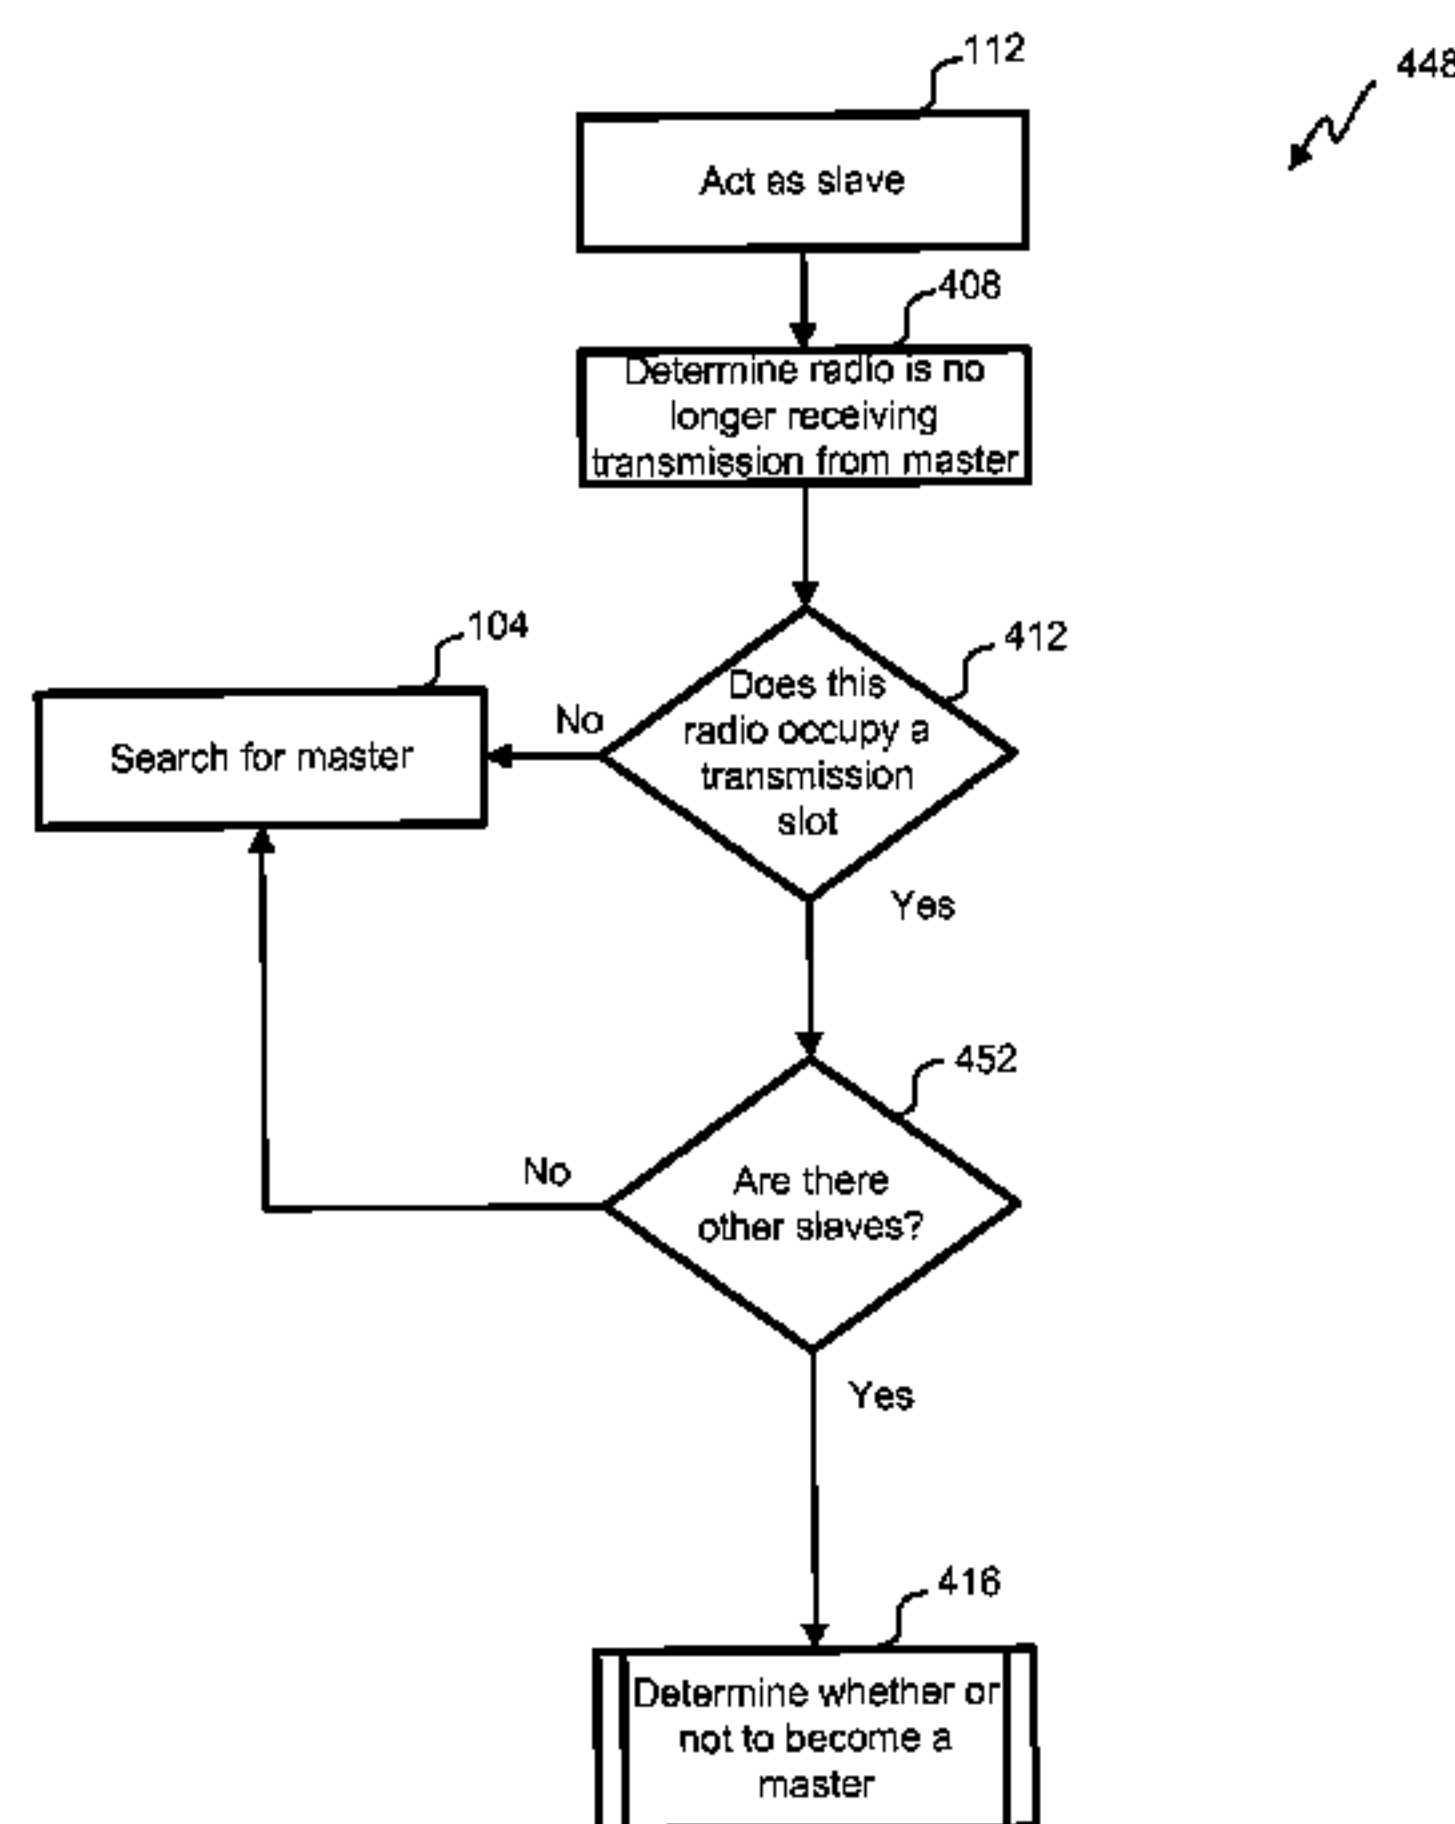 112
448
Act as slave
408
Determine radio is no
longer receiving
transmission from master
104
412
No
Does this
radio occupy a
transmission
slot
Search for master
Yes
452
No
Are there
other slaves?
Yes
416
Determine whether or
not to become a
master